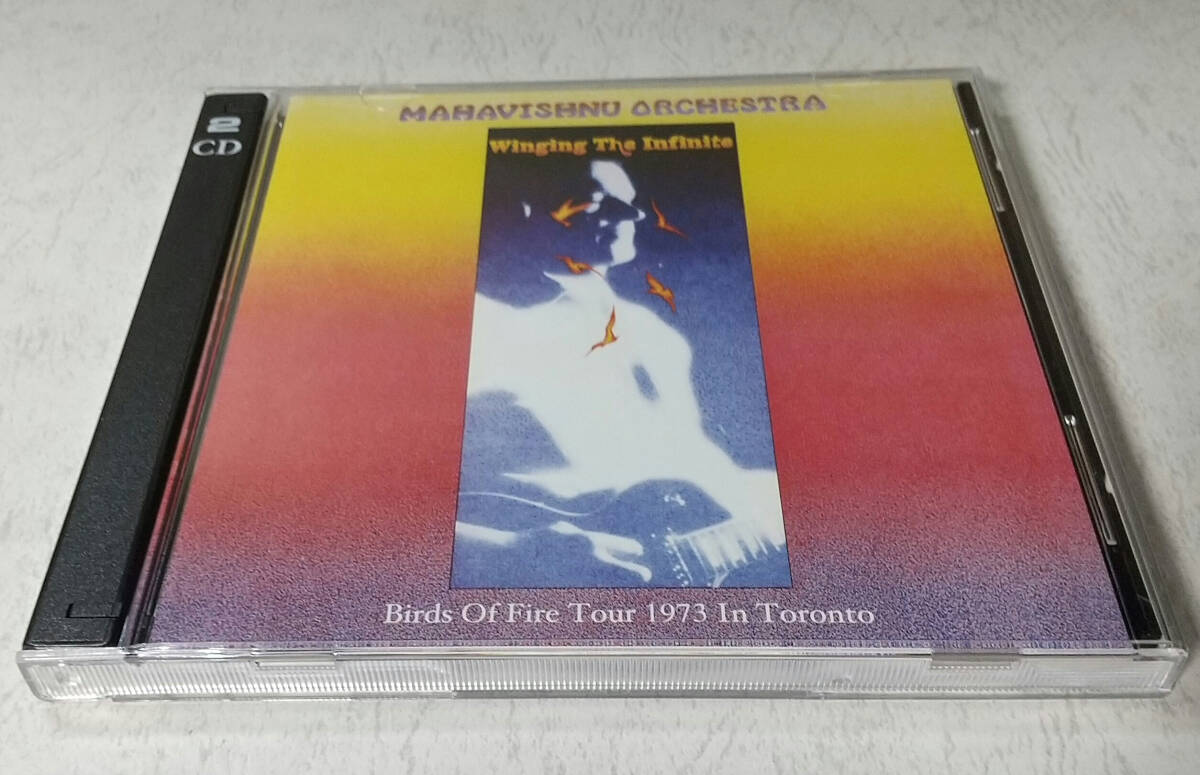 2
CD
MAHAVISHNU ORCHESTRA
Winging The Infinite
Birds Of Fire Tour 1973 In Toronto